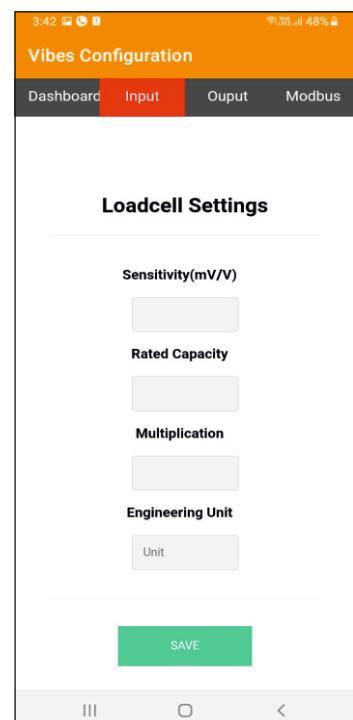 3:42 48%
Vibes Configuration
Dashboard Input Ouput Modbus
Loadcell Settings
Sensitivity(mV/V)
Rated Capacity
Multiplication
Engineering Unit
Unit
SAVE